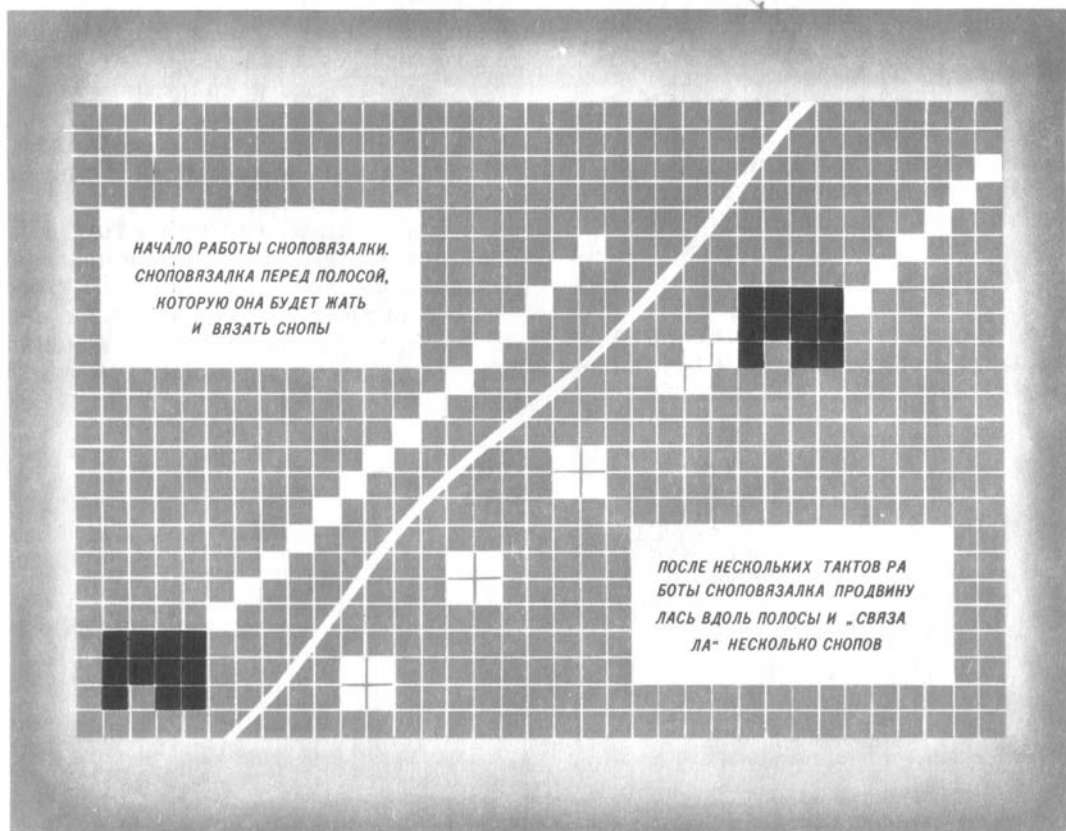 НАЧАЛО РАБОТЫ СНОПОВЯЗАЛКИ.
СНОПОВЯЗАЛКА ПЕРЕД ПОЛОСОЙ,
КОТОРУЮ ОНА БУДЕТ ЖАТЬ
И ВЯЗАТЬ СНОПЫ
ПОСЛЕ НЕСКОЛЬКИХ ТАКТОВ РА
БОТЫ СНОПОВЯЗАЛКА ПРОДВИНУ
ЛАСЬ ВДОЛЬ ПОЛОСЫ И „СВЯЗА
ЛА“ НЕСКОЛЬКО СНОПОВ